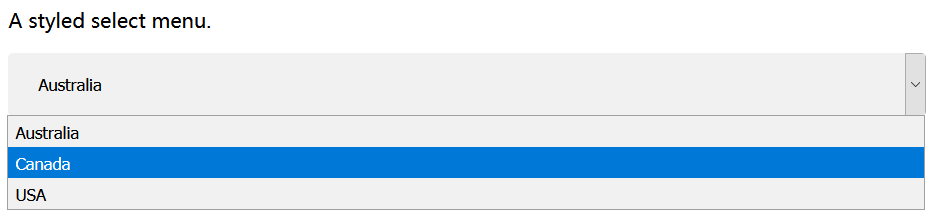 A styled select menu.
Australia
Australia
Canada
USA